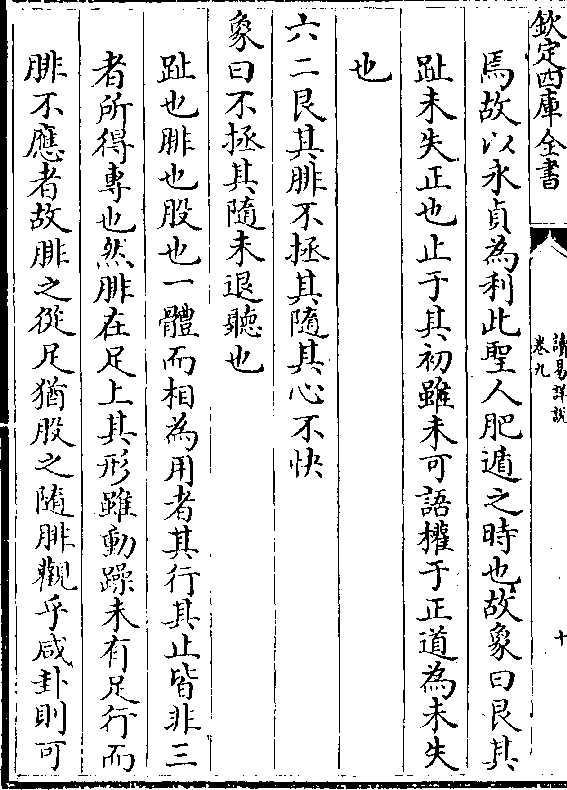 欽定四庫全書
讀易詳說
卷九
十
焉故以永貞為利此聖人肥遁之時也故象曰艮其
趾未失正也止于其初雖未可語權于正道為未失
也
六二艮其腓不拯其隨其心不快
象曰不拯其隨未退聽也
趾也腓也股也一體而相為用者其行其止皆非三
者所得專也然腓在足上其形雖動躁未有足行而
腓不應者故腓之從足猶股之隨腓觀乎咸卦則可